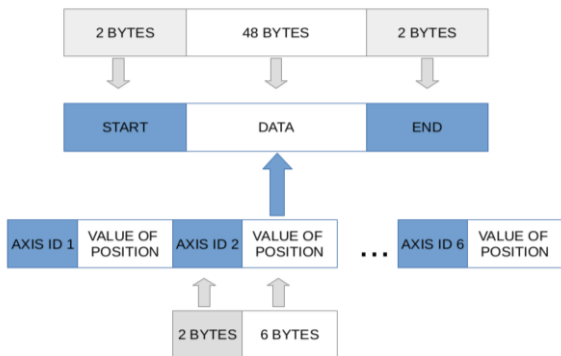 2 BYTES 48 BYTES 2 BYTES
START DATA END
AXIS ID 1 VALUE OF POSITION AXIS ID 2 VALUE OF POSITION ... AXIS ID 6 VALUE OF POSITION
2 BYTES 6 BYTES